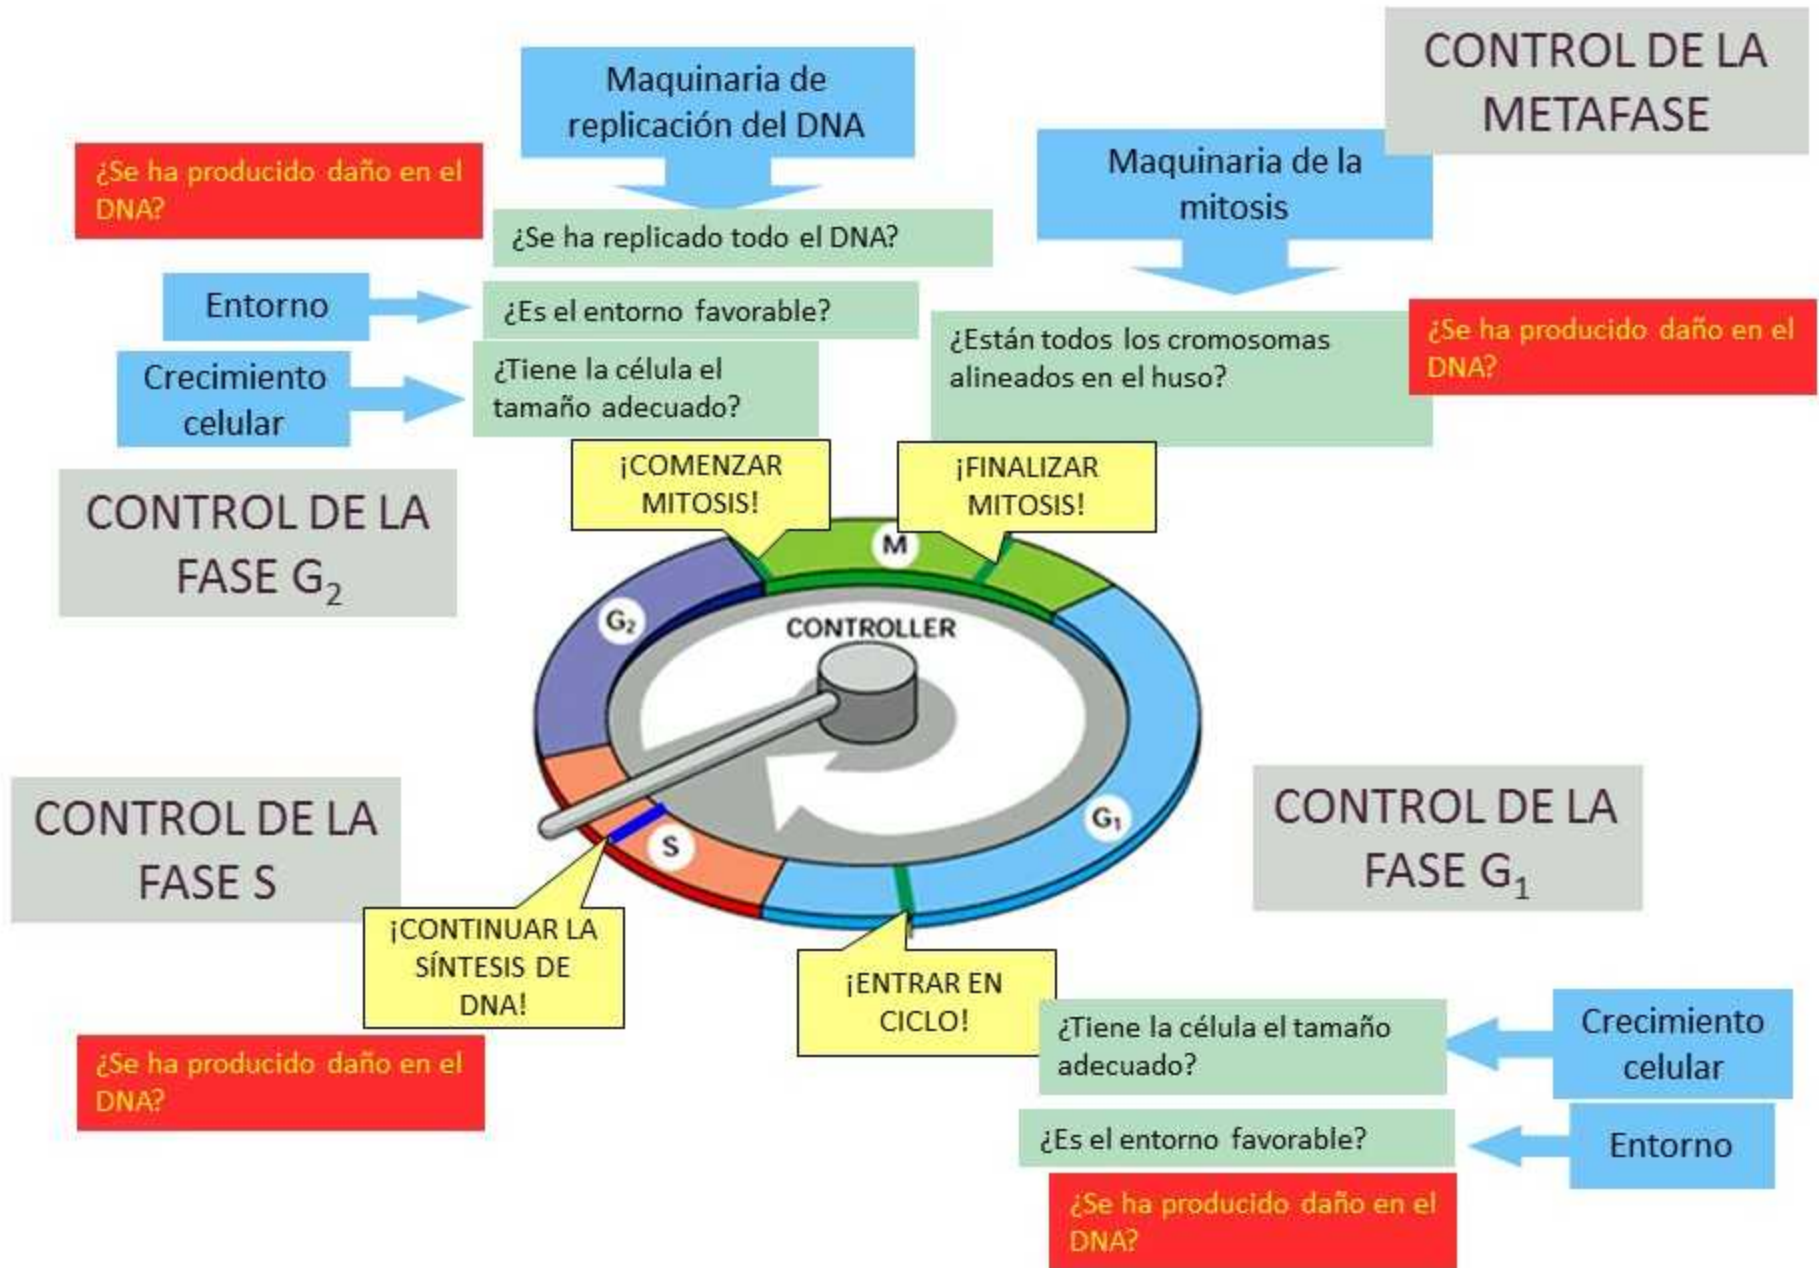 CONTROL DE LA
METAFASE
Maquinaria de
replicación del DNA
Maquinaria de la
mitosis
¿Se ha producido daño en el
DNA?
¿Se ha replicado todo el DNA?
Entorno
¿Es el entorno favorable?
Crecimiento
celular
¿Tiene la célula el
tamaño adecuado?
¿Están todos los cromosomas
alineados en el huso?
¿Se ha producido daño en el
DNA?
¡COMENZAR
MITOSIS!
¡FINALIZAR
MITOSIS!
CONTROL DE LA
FASE G₂
M
G₂
CONTROLLER
G₁
S
CONTROL DE LA
FASE S
CONTROL DE LA
FASE G₁
¡CONTINUAR LA
SÍNTESIS DE
DNA!
¡ENTRAR EN
CICLO!
¿Se ha producido daño en el
DNA?
¿Tiene la célula el tamaño
adecuado?
Crecimiento
celular
¿Es el entorno favorable?
Entorno
¿Se ha producido daño en el
DNA?